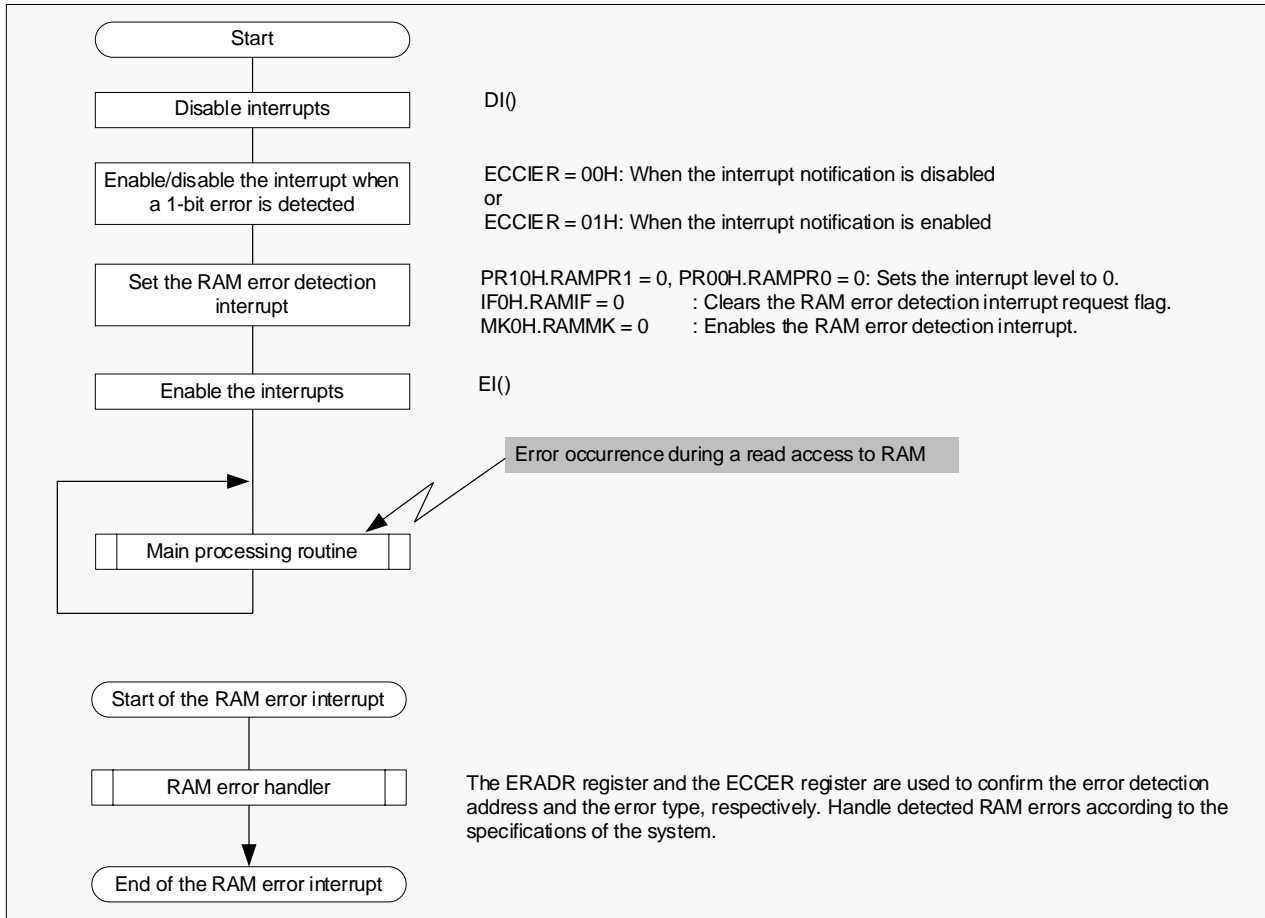 Start
Disable interrupts
DI()
Enable/disable the interrupt when
a 1-bit error is detected
ECCIER = 00H: When the interrupt notification is disabled
or
ECCIER = 01H: When the interrupt notification is enabled
Set the RAM error detection
interrupt
PR10H.RAMPR1 = 0, PR00H.RAMPR0 = 0: Sets the interrupt level to 0.
IF0H.RAMIF = 0 : Clears the RAM error detection interrupt request flag.
MK0H.RAMMK = 0 : Enables the RAM error detection interrupt.
Enable the interrupts
EI()
Error occurrence during a read access to RAM
Main processing routine
Start of the RAM error interrupt
RAM error handler
The ERADR register and the ECCER register are used to confirm the error detection
address and the error type, respectively. Handle detected RAM errors according to the
specifications of the system.
End of the RAM error interrupt